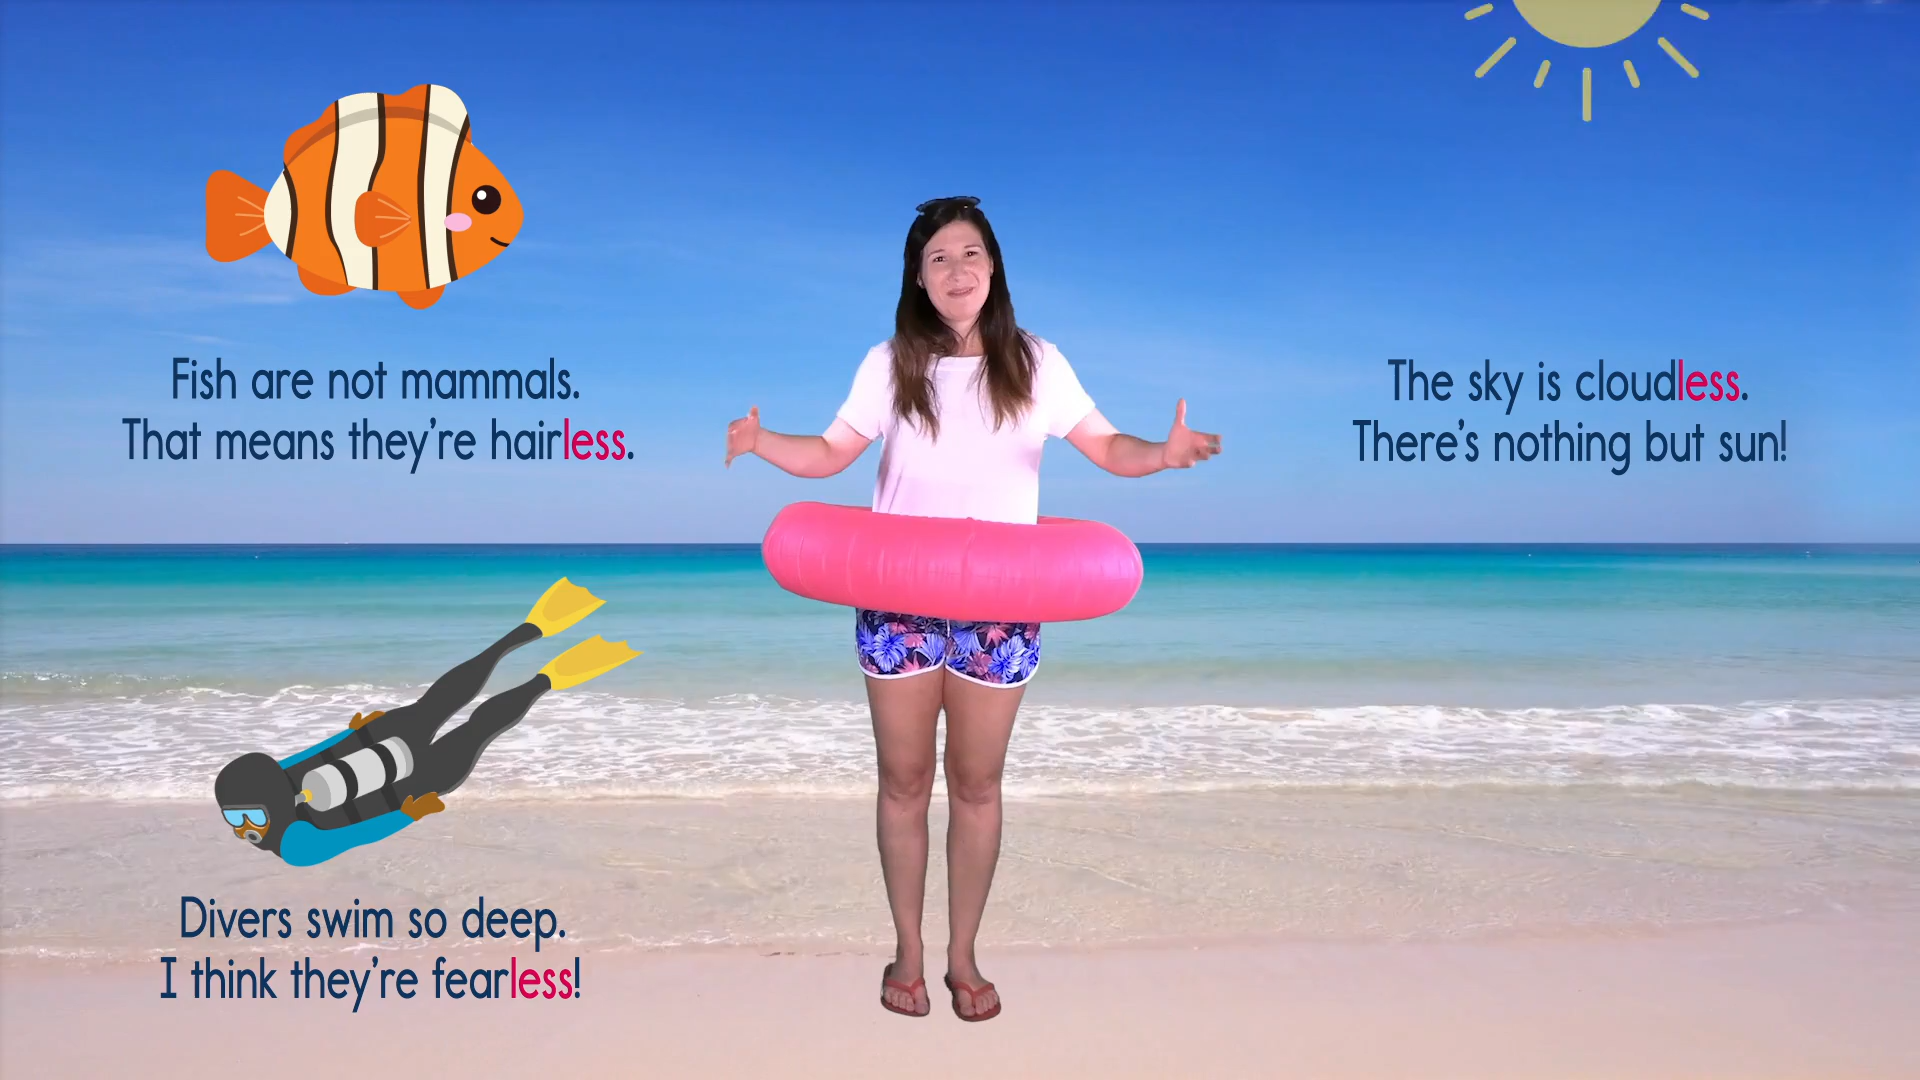 Fish are not mammals.
That means they're hairless.
The sky is cloudless.
There's nothing but sun!
Divers swim so deep.
I think they're fearless!